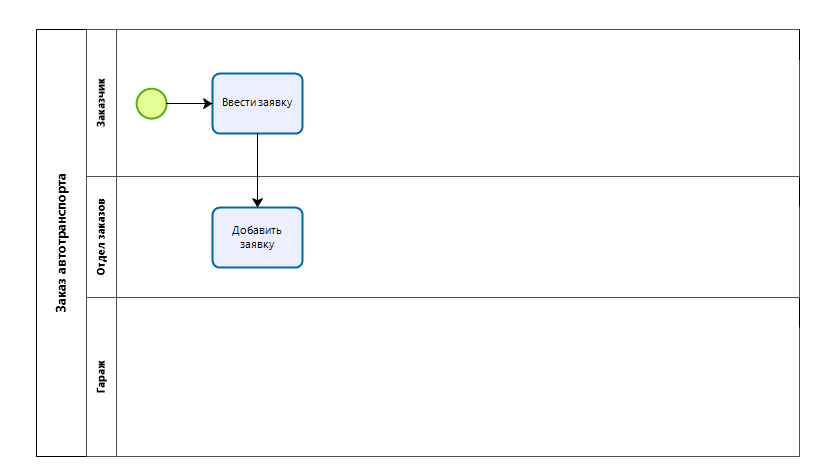 Заказ автотранспорта
Заказчик
Ввести заявку
Отдел заказов
Добавить
заявку
Гараж